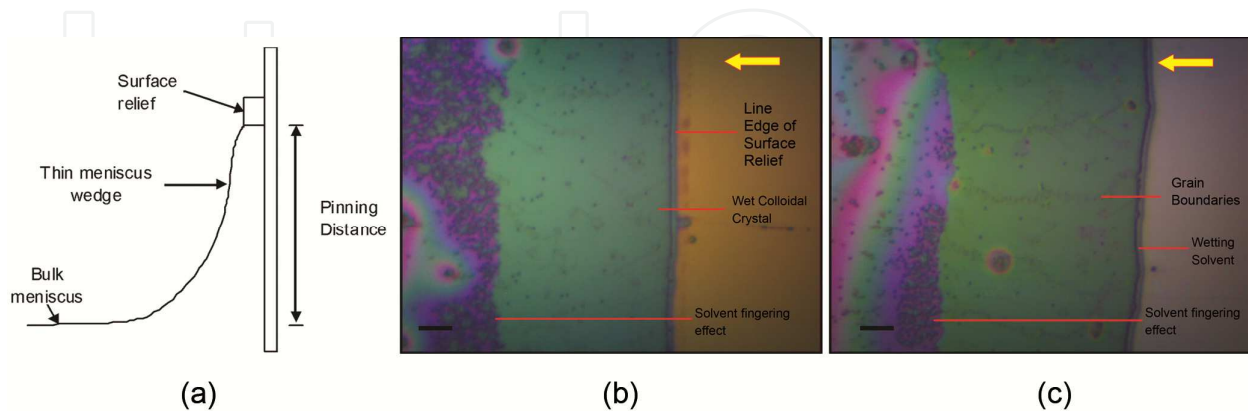 Surface
relief
Thin meniscus
wedge
Pinning
Distance
Bulk
meniscus
(a)
Line
Edge of
Surface
Relief
Wet Colloidal
Crystal
Solvent fingering
effect
(b)
Grain
Boundaries
Wetting
Solvent
Solvent fingering
effect
(c)